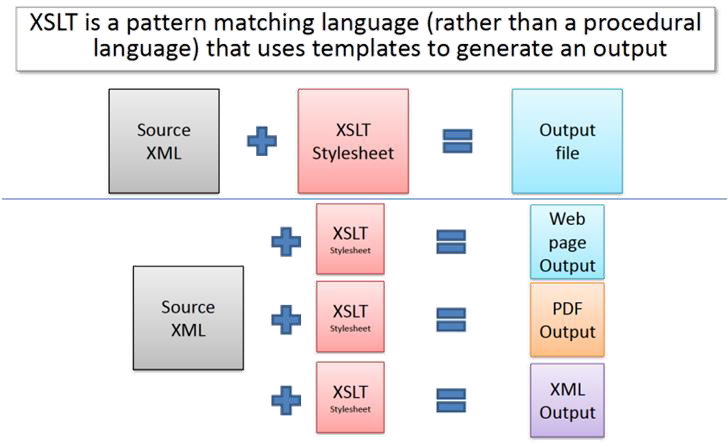 XSLT is a pattern matching language (rather than a procedural
language) that uses templates to generate an output
Source
XML
XSLT
Stylesheet
Output
file
Source
XML
XSLT
Stylesheet
Web
page
Output
XSLT
Stylesheet
PDF
Output
XSLT
Stylesheet
XML
Output